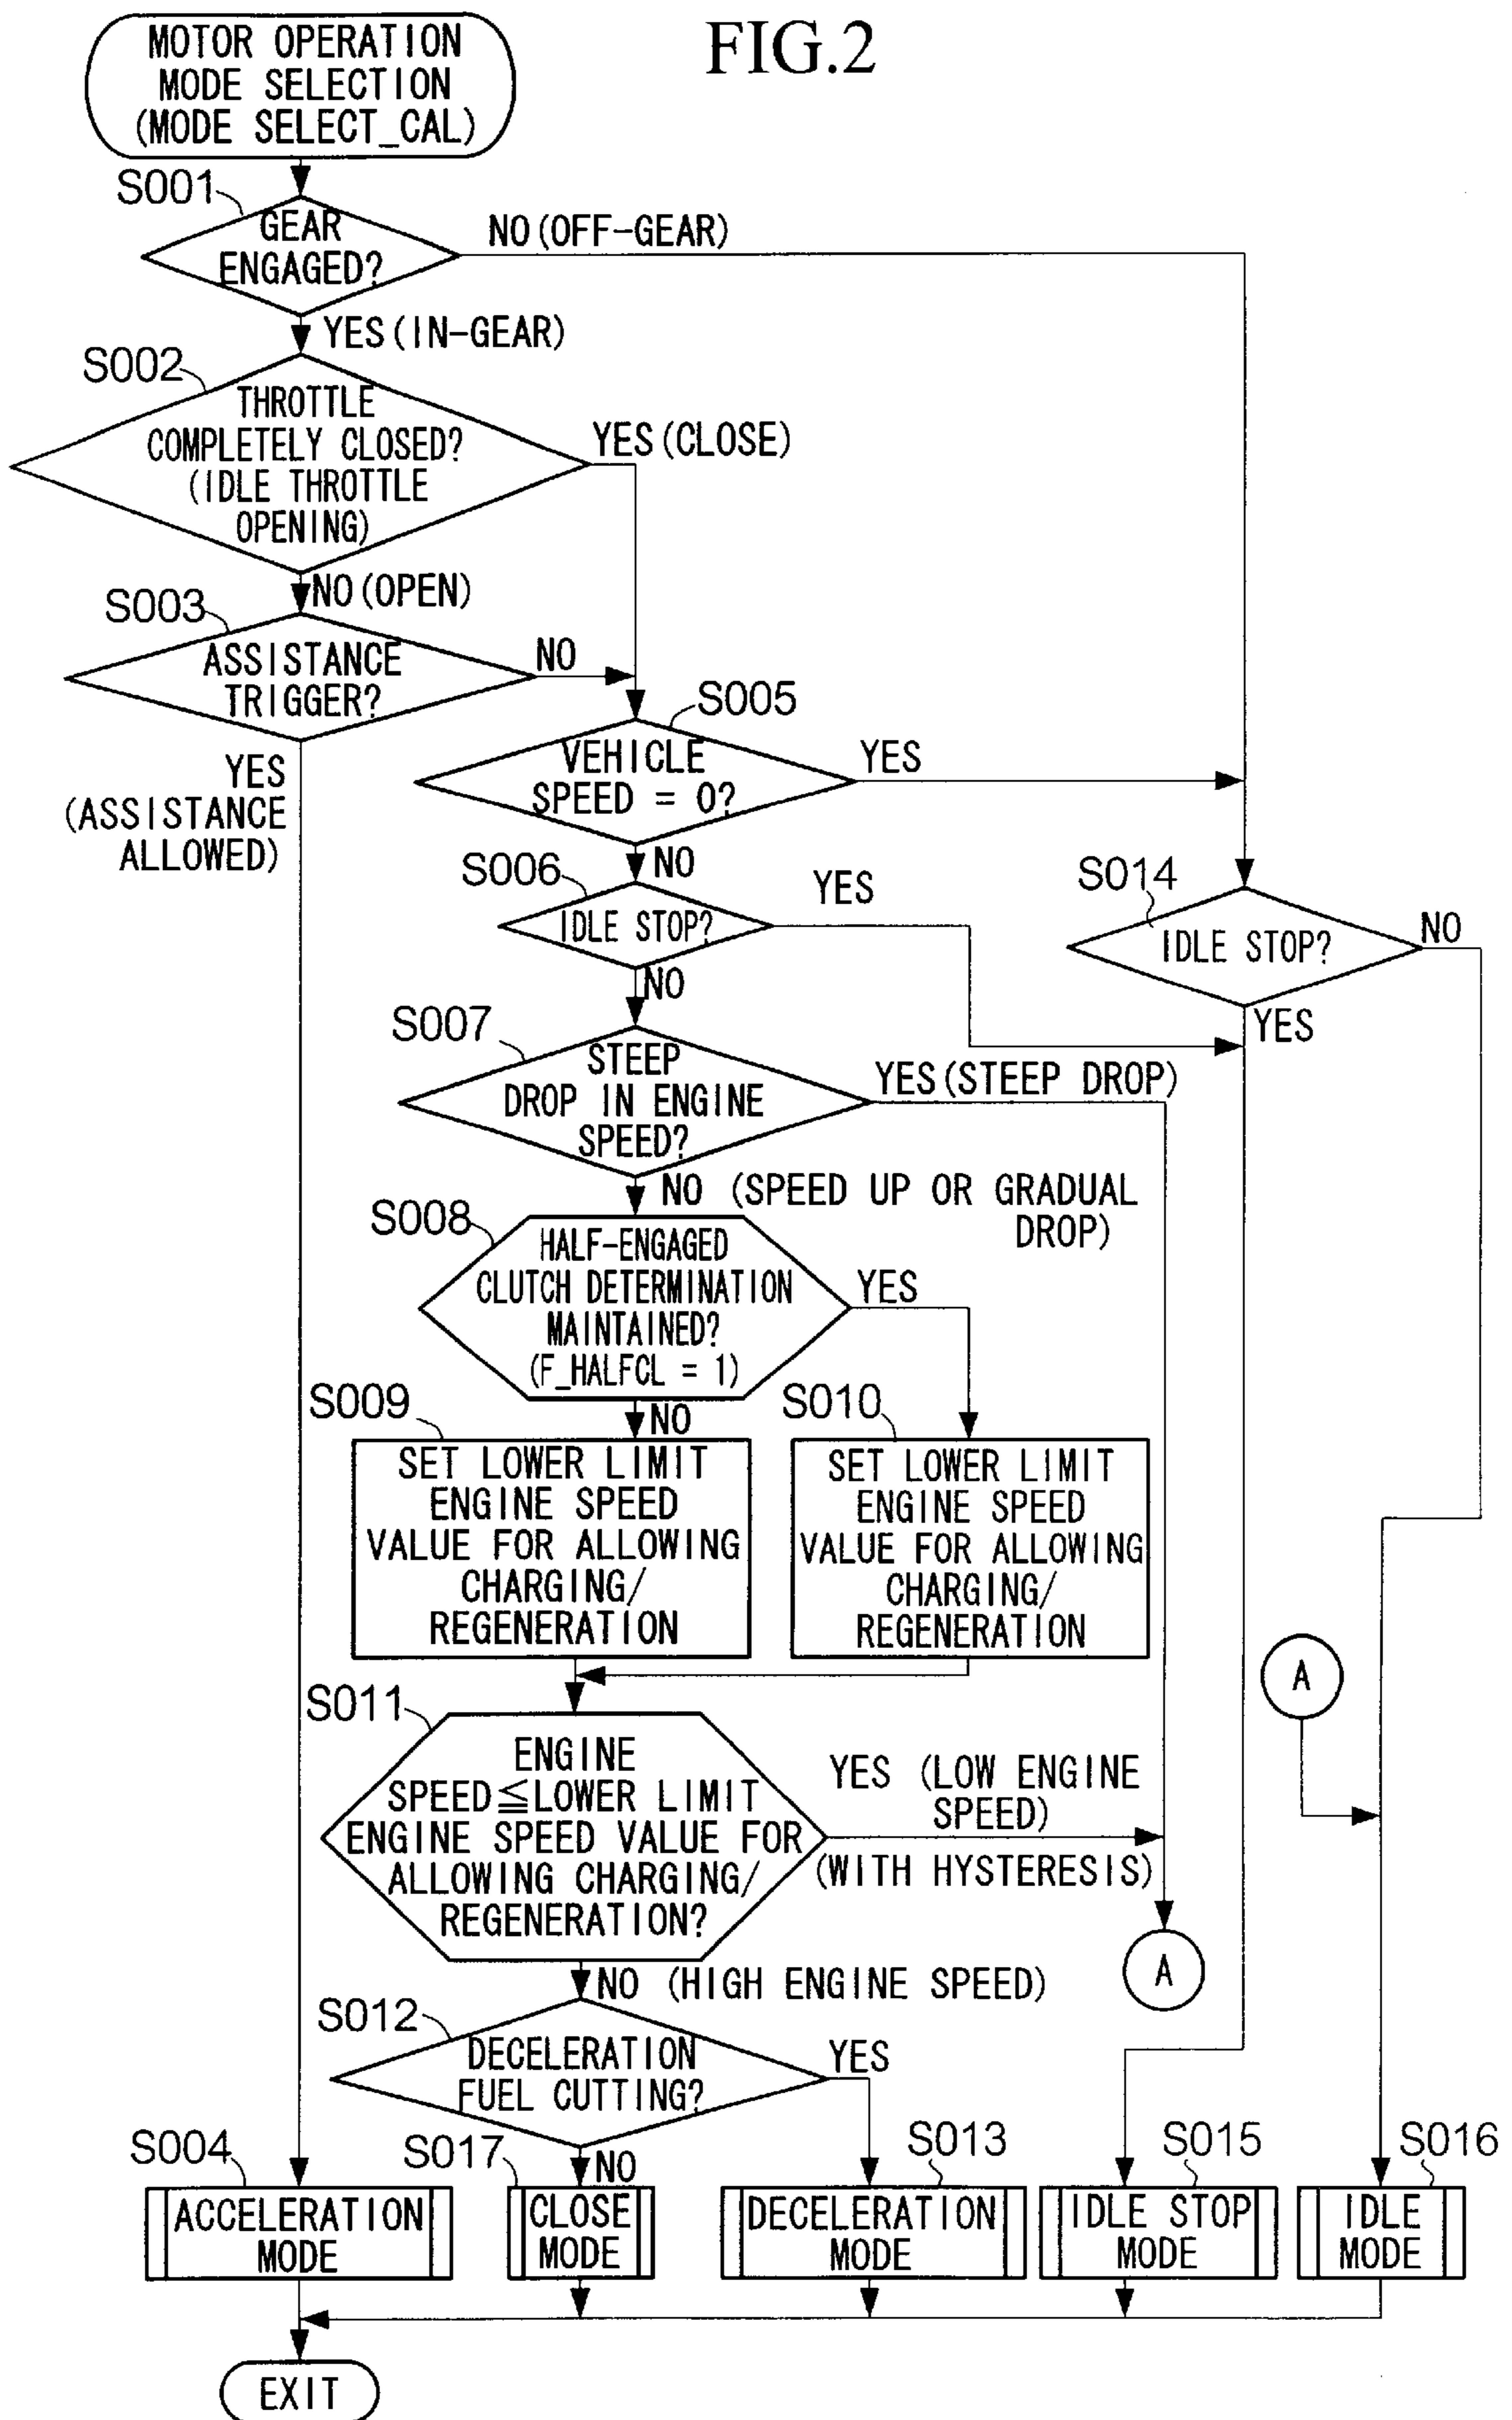 FIG.2
MOTOR OPERATION
MODE SELECTION
(MODE SELECT_CAL)
S001
GEAR
ENGAGED?
NO (OFF-GEAR)
YES (IN-GEAR)
S002
THROTTLE
COMPLETELY CLOSED?
(IDLE THROTTLE
OPENING)
YES (CLOSE)
NO (OPEN)
S003
ASSISTANCE
TRIGGER?
NO
YES
(ASSISTANCE
ALLOWED)
S005
VEHICLE
SPEED = 0?
YES
NO
S006
IDLE STOP?
YES
NO
S014
IDLE STOP?
NO
YES
S007
STEEP
DROP IN ENGINE
SPEED?
YES (STEEP DROP)
NO (SPEED UP OR GRADUAL
DROP)
S008
HALF-ENGAGED
CLUTCH DETERMINATION
MAINTAINED?
(F_HALFCL = 1)
YES
NO
S009
SET LOWER LIMIT
ENGINE SPEED
VALUE FOR ALLOWING
CHARGING/
REGENERATION
S010
SET LOWER LIMIT
ENGINE SPEED
VALUE FOR ALLOWING
CHARGING/
REGENERATION
A
S011
ENGINE
SPEED≦LOWER LIMIT
ENGINE SPEED VALUE FOR
ALLOWING CHARGING/
REGENERATION?
YES (LOW ENGINE
SPEED)
(WITH HYSTERESIS)
A
NO (HIGH ENGINE SPEED)
S012
DECELERATION
FUEL CUTTING?
YES
NO
S004
ACCELERATION
MODE
S017
CLOSE
MODE
S013
DECELERATION
MODE
S015
IDLE STOP
MODE
S016
IDLE
MODE
EXIT